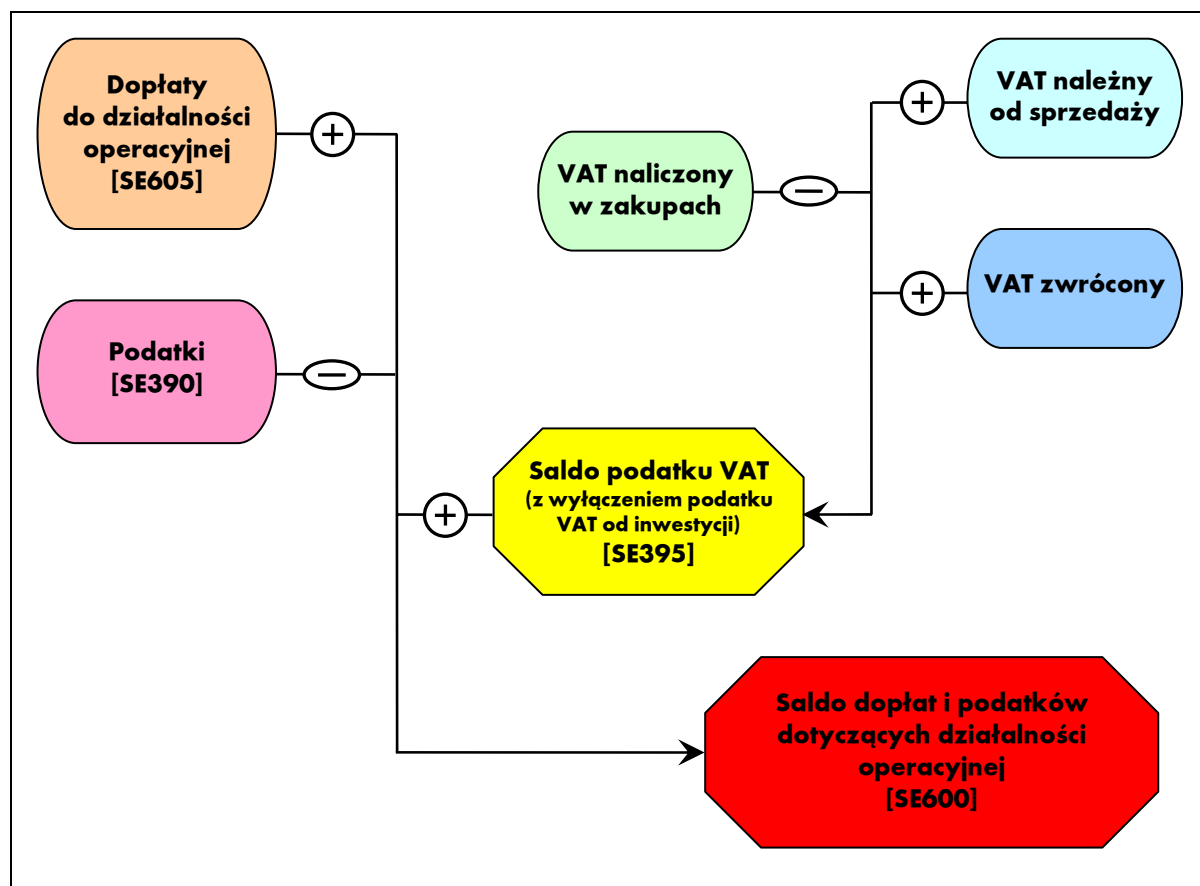 Dopłaty
do działalności
operacyjnej
[SE605]
+
VAT należny
od sprzedaży
+
VAT naliczony
w zakupach
−
VAT zwrócony
+
Podatki
[SE390]
−
Saldo podatku VAT
(z wyłączeniem podatku
VAT od inwestycji)
[SE395]
+
Saldo dopłat i podatków
dotyczących działalności
operacyjnej
[SE600]